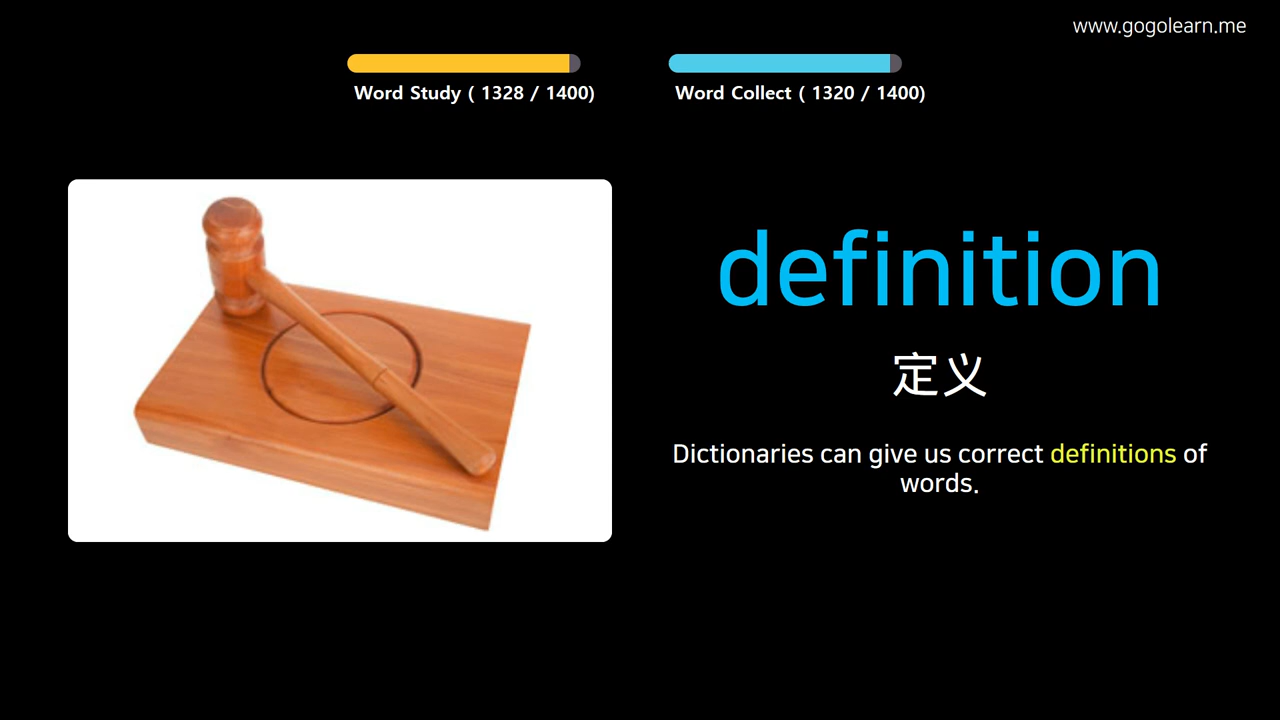 www.gogolearn.me
Word Study ( 1328 / 1400)
Word Collect ( 1320 / 1400)
definition
定义
Dictionaries can give us correct definitions of
words.